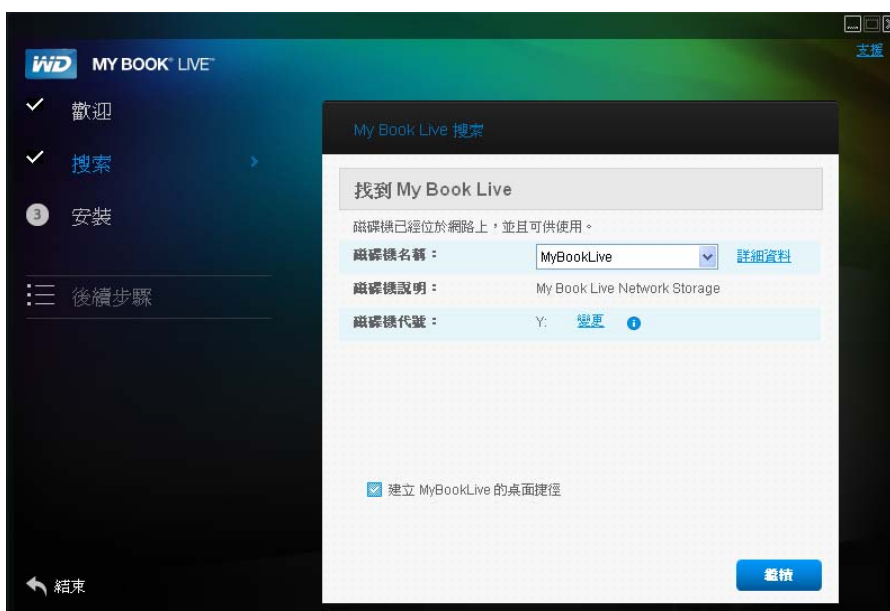 支援
WD MY BOOK® LIVE™
歡迎
搜索
3 安裝
後續步驟
結束
My Book Live 搜索
找到 My Book Live
磁碟機已經位於網路上，並且可供使用。
磁碟機名稱： MyBookLive 詳細資料
磁碟機說明： My Book Live Network Storage
磁碟機代號： Y: 變更
建立 MyBookLive 的桌面捷徑
繼續